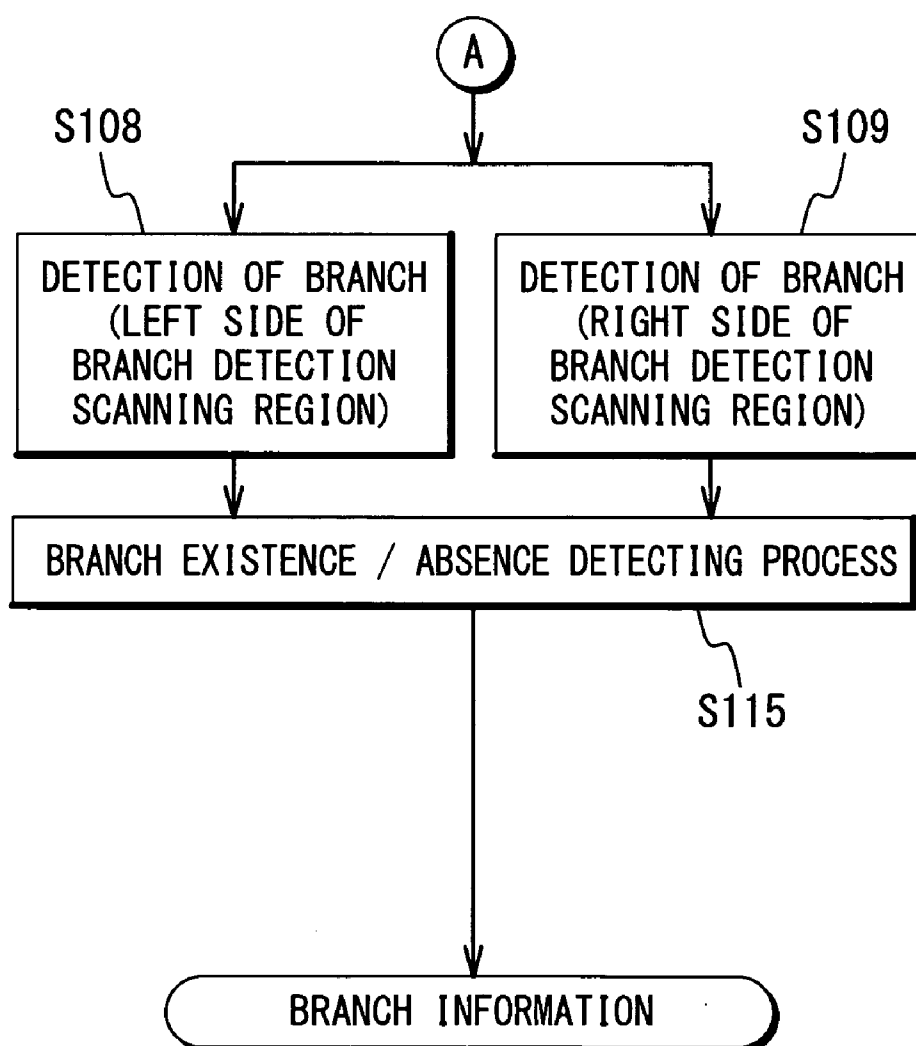 A
S108
S109
DETECTION OF BRANCH
(LEFT SIDE OF
BRANCH DETECTION
SCANNING REGION)
DETECTION OF BRANCH
(RIGHT SIDE OF
BRANCH DETECTION
SCANNING REGION)
BRANCH EXISTENCE / ABSENCE DETECTING PROCESS
S115
BRANCH INFORMATION